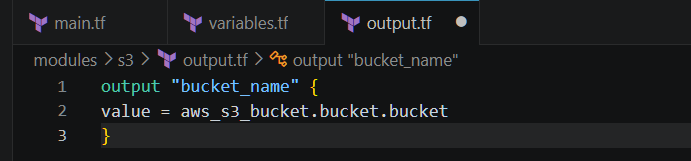 main.tf variables.tf output.tf
modules > s3 > output.tf > output "bucket_name"
1 output "bucket_name" {
2 value = aws_s3_bucket.bucket.bucket
3 }